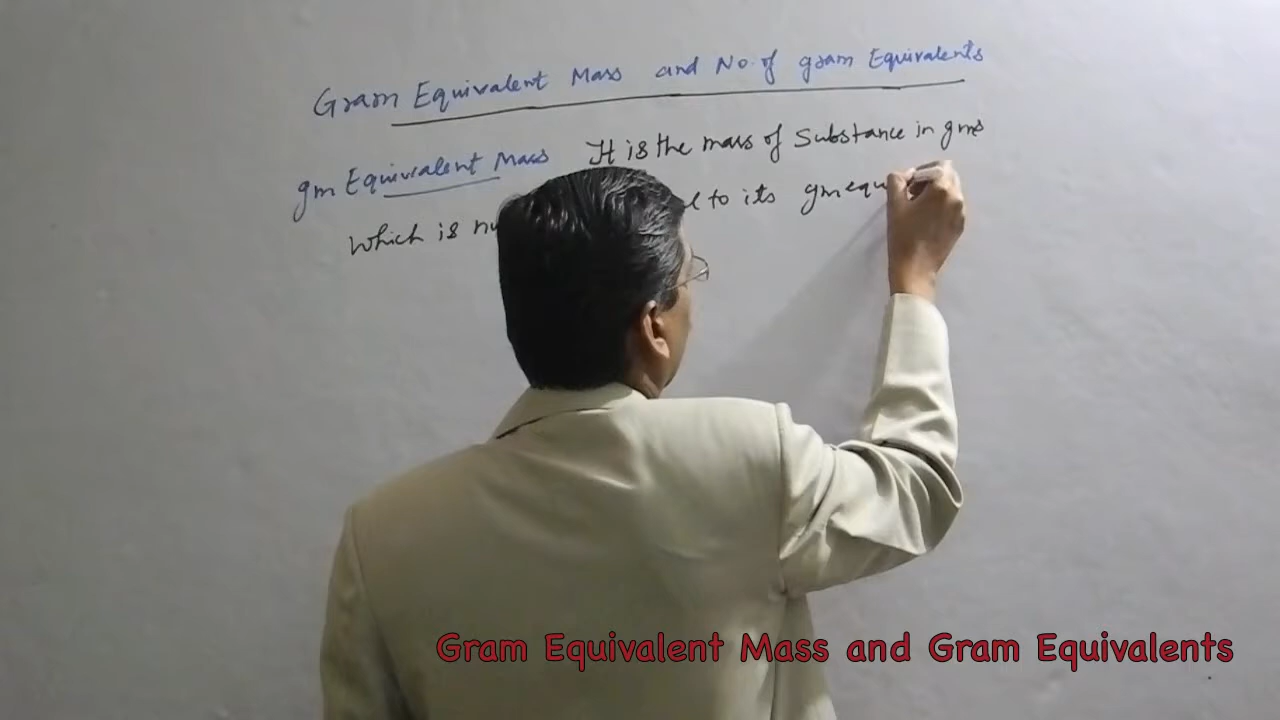 Gram Equivalent Mass and No. of gram Equivalents
gm Equivalent Mass It is the mass of Substance in gms
Which is to its gm
Gram Equivalent Mass and Gram Equivalents